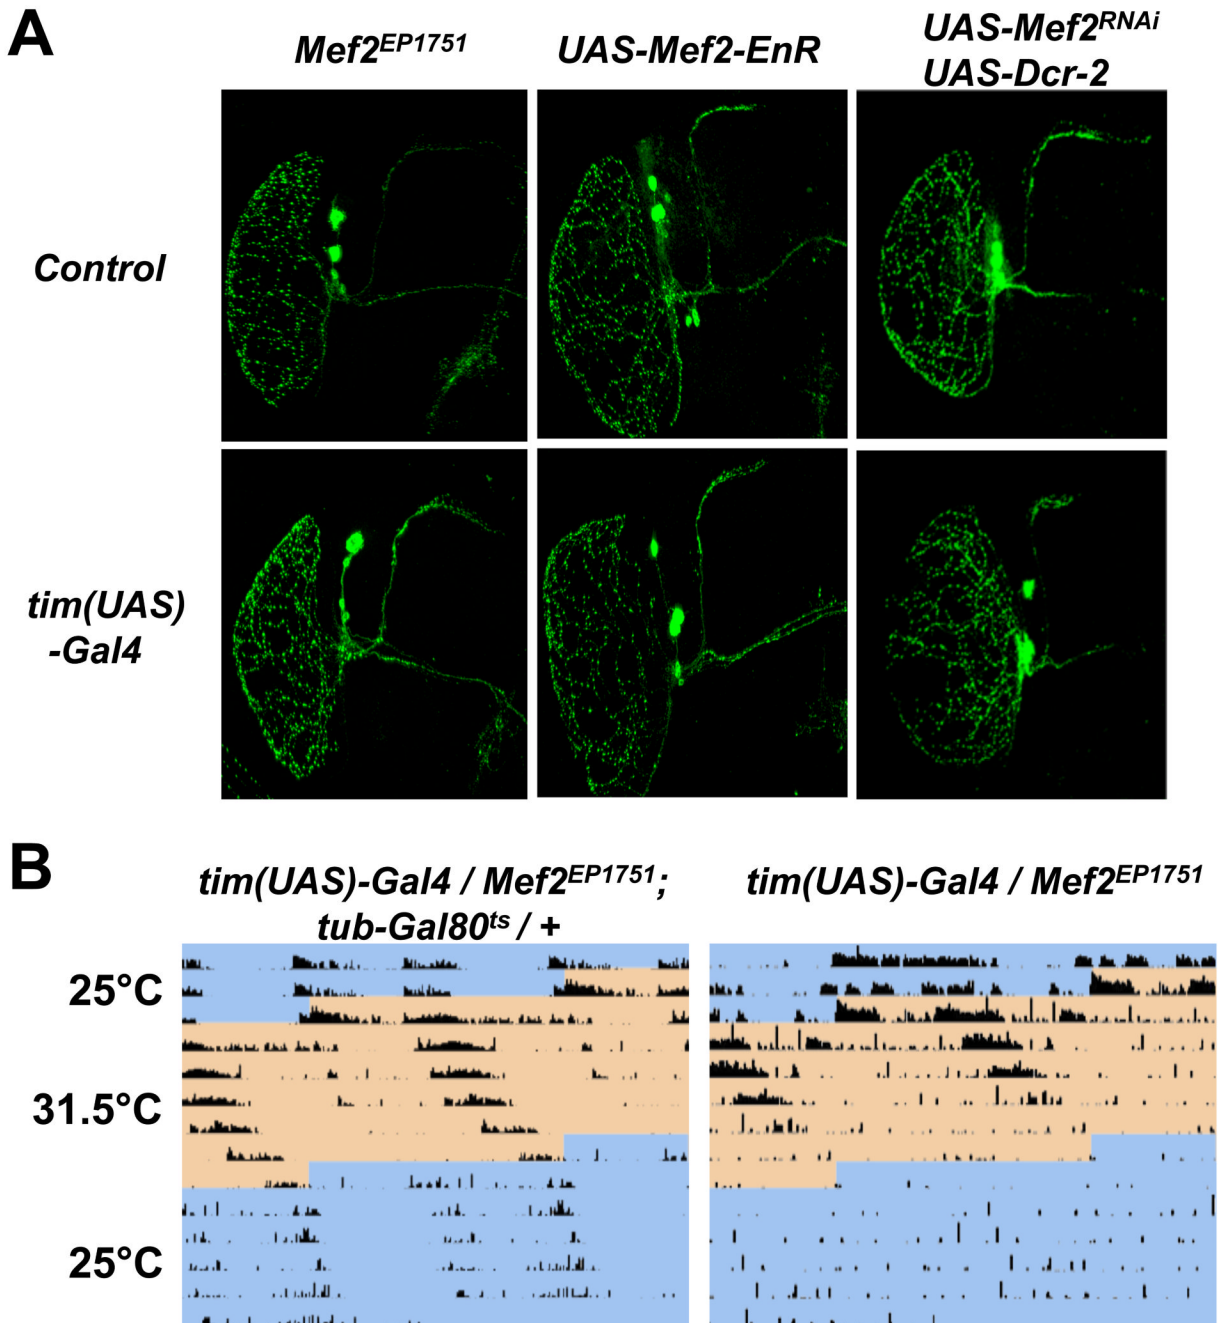 A
Mef2EP1751
UAS-Mef2-EnR
UAS-Mef2RNAi
UAS-Dcr-2
Control
tim(UAS)
-Gal4
B
tim(UAS)-Gal4 / Mef2EP1751;
tub-Gal80ts / +
tim(UAS)-Gal4 / Mef2EP1751
25°C
31.5°C
25°C